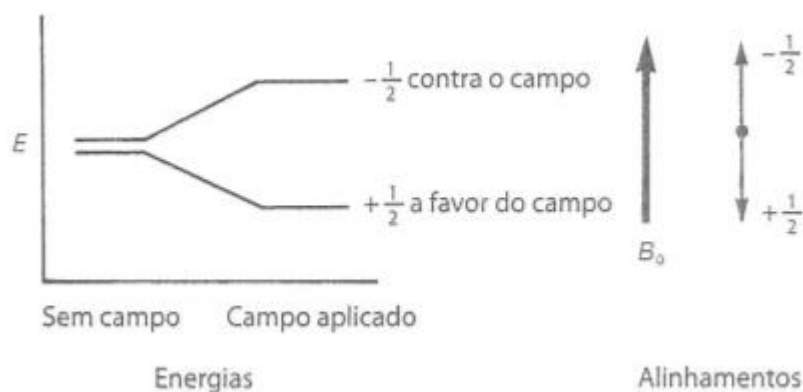 E
−1/2 contra o campo
+1/2 a favor do campo
Sem campo Campo aplicado
Energias
−1/2
+1/2
B₀
Alinhamentos